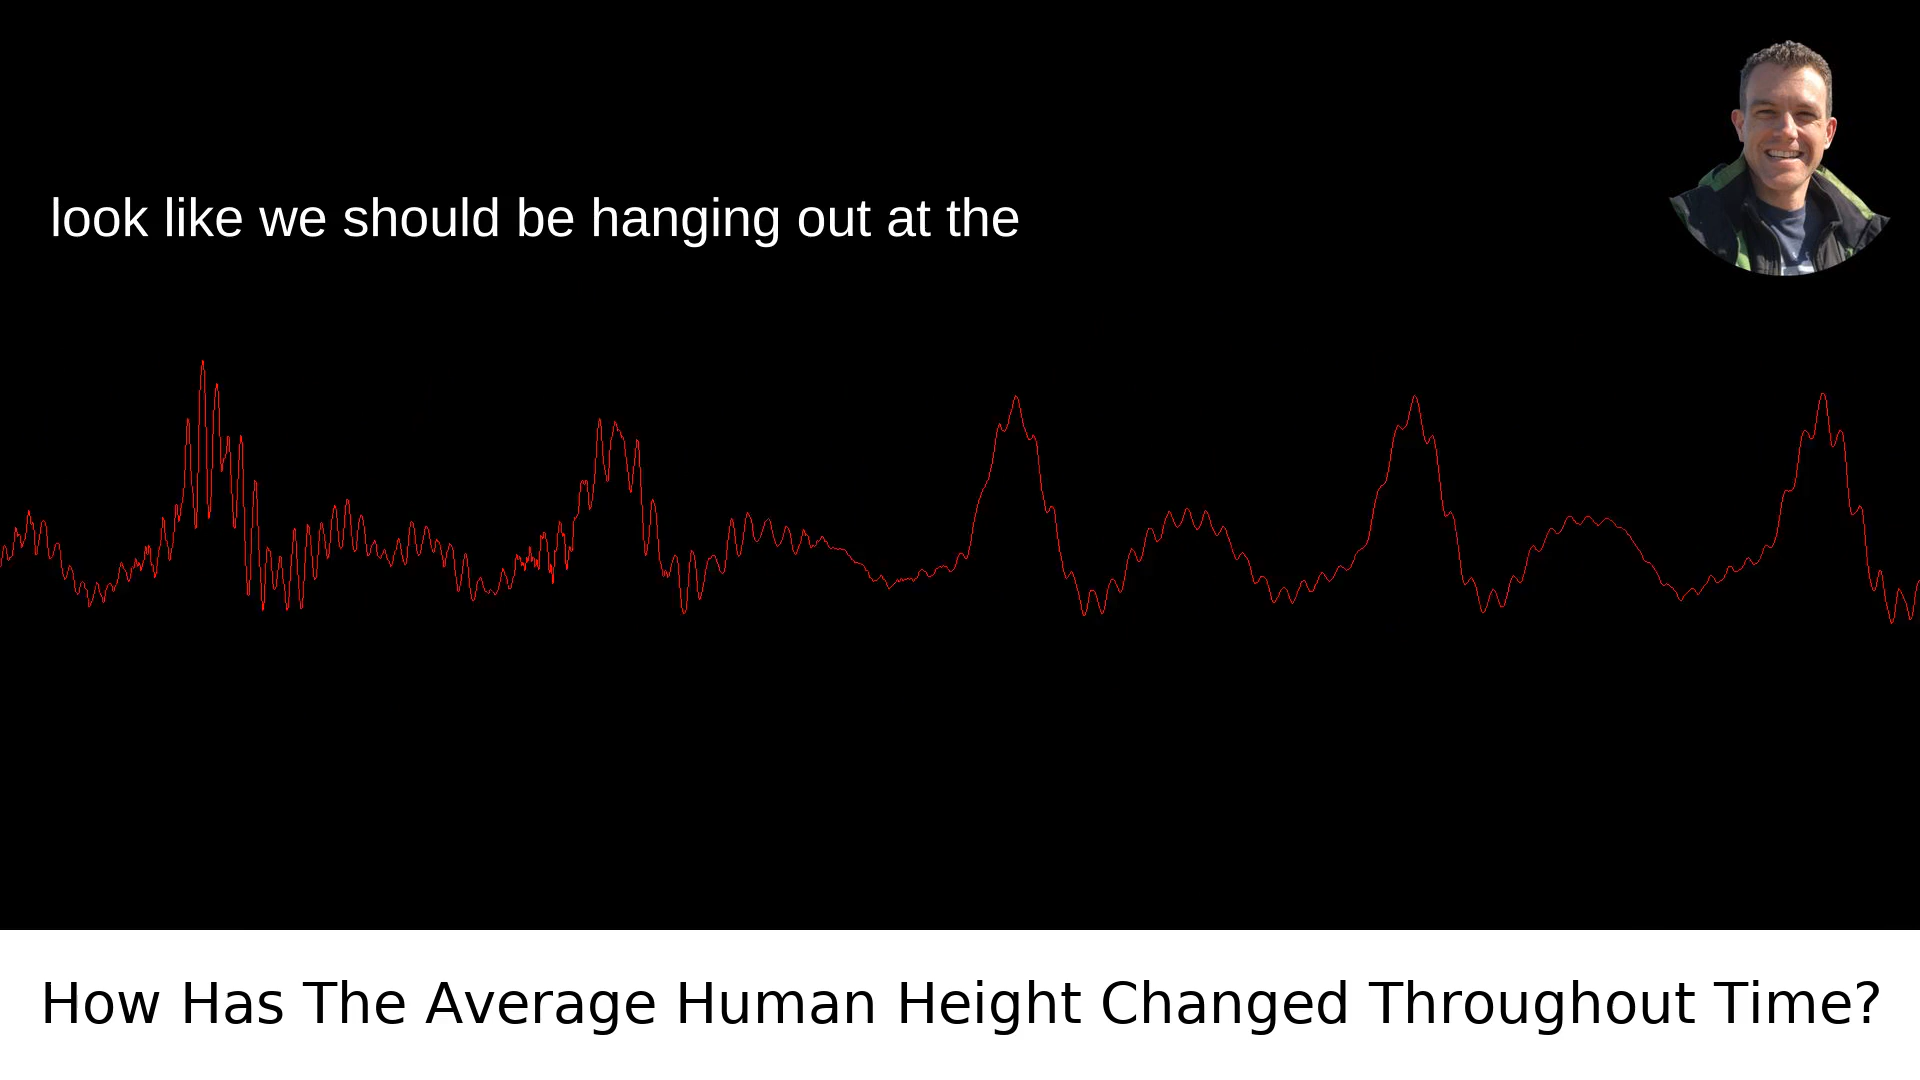 look like we should be hanging out at the
How Has The Average Human Height Changed Throughout Time?